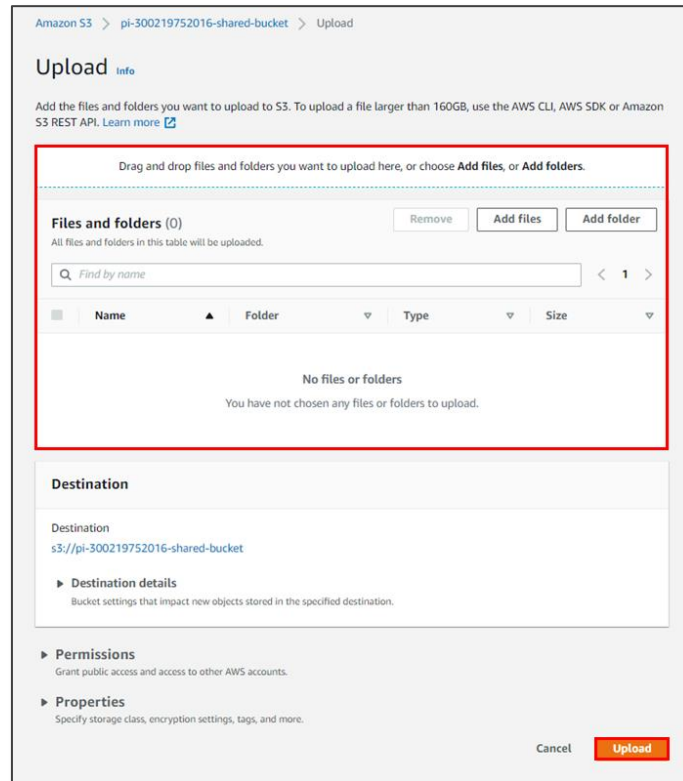 Amazon S3 > pi-300219752016-shared-bucket > Upload
Upload Info
Add the files and folders you want to upload to S3. To upload a file larger than 160GB, use the AWS CLI, AWS SDK or Amazon
S3 REST API. Learn more
Drag and drop files and folders you want to upload here, or choose Add files, or Add folders.
Files and folders (0)
Remove
Add files
Add folder
All files and folders in this table will be uploaded.
Find by name
< 1 >
Name Folder Type Size
No files or folders
You have not chosen any files or folders to upload.
Destination
Destination
s3://pi-300219752016-shared-bucket
Destination details
Bucket settings that impact new objects stored in the specified destination.
Permissions
Grant public access and access to other AWS accounts.
Properties
Specify storage class, encryption settings, tags, and more.
Cancel
Upload